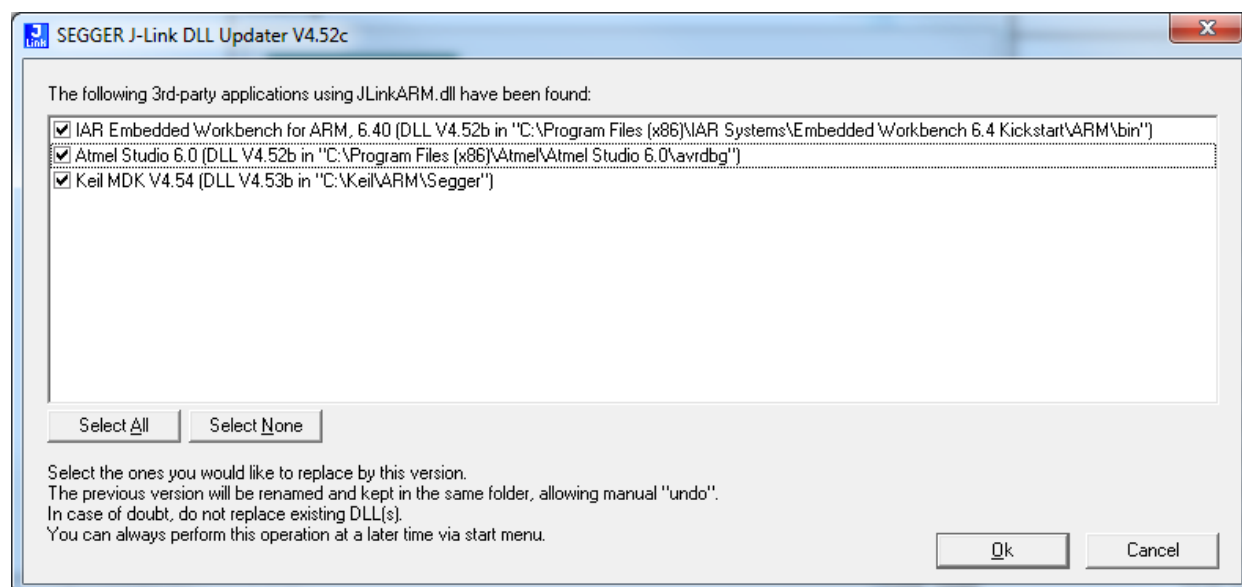 J
Link
SEGGER J-Link DLL Updater V4.52c
The following 3rd-party applications using JLinkARM.dll have been found:
IAR Embedded Workbench for ARM, 6.40 (DLL V4.52b in "C:\Program Files (x86)\IAR Systems\Embedded Workbench 6.4 Kickstart\ARM\bin")
Atmel Studio 6.0 (DLL V4.52b in "C:\Program Files (x86)\Atmel\Atmel Studio 6.0\avrdbg")
Keil MDK V4.54 (DLL V4.53b in "C:\Keil\ARM\Segger")
Select All Select None
Select the ones you would like to replace by this version.
The previous version will be renamed and kept in the same folder, allowing manual "undo".
In case of doubt, do not replace existing DLL(s).
You can always perform this operation at a later time via start menu.
Ok Cancel